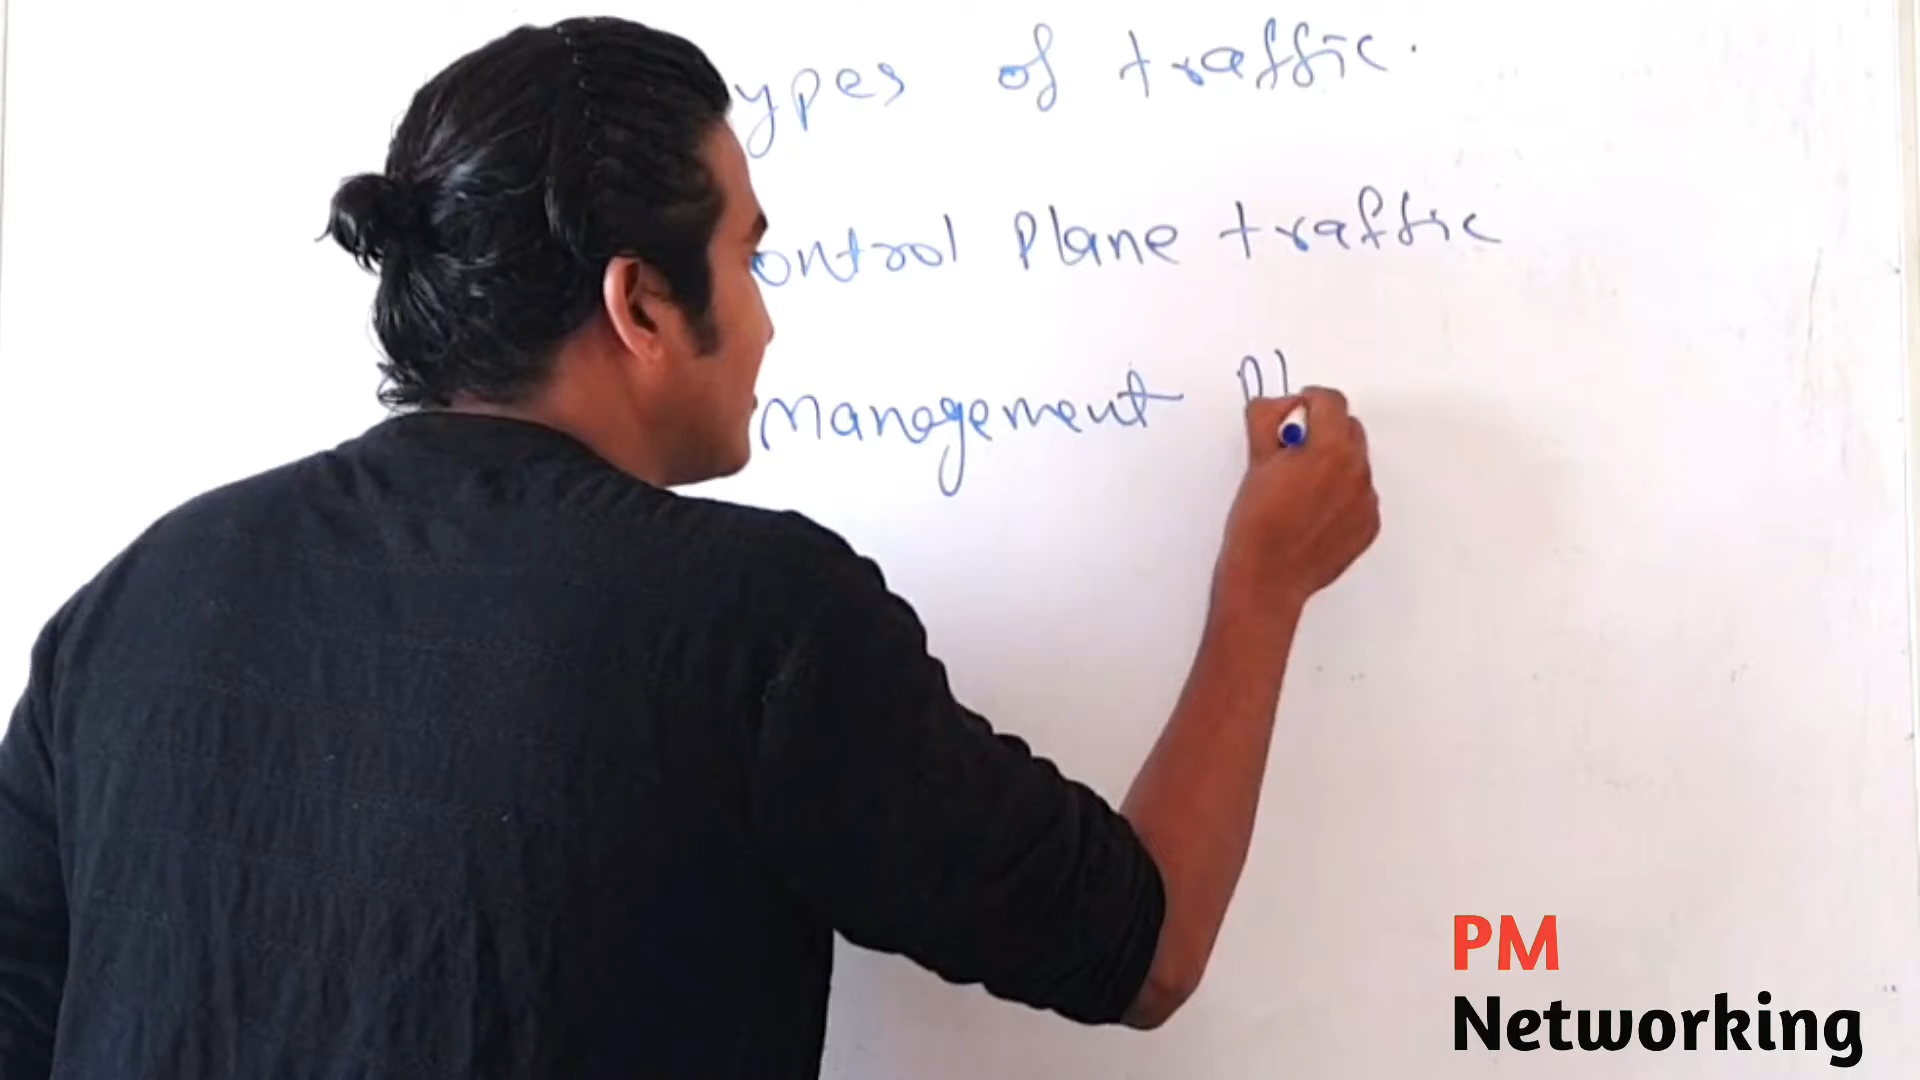 ypes of traffic.
ontrol Plane traffic
Management Pl
PM
Networking